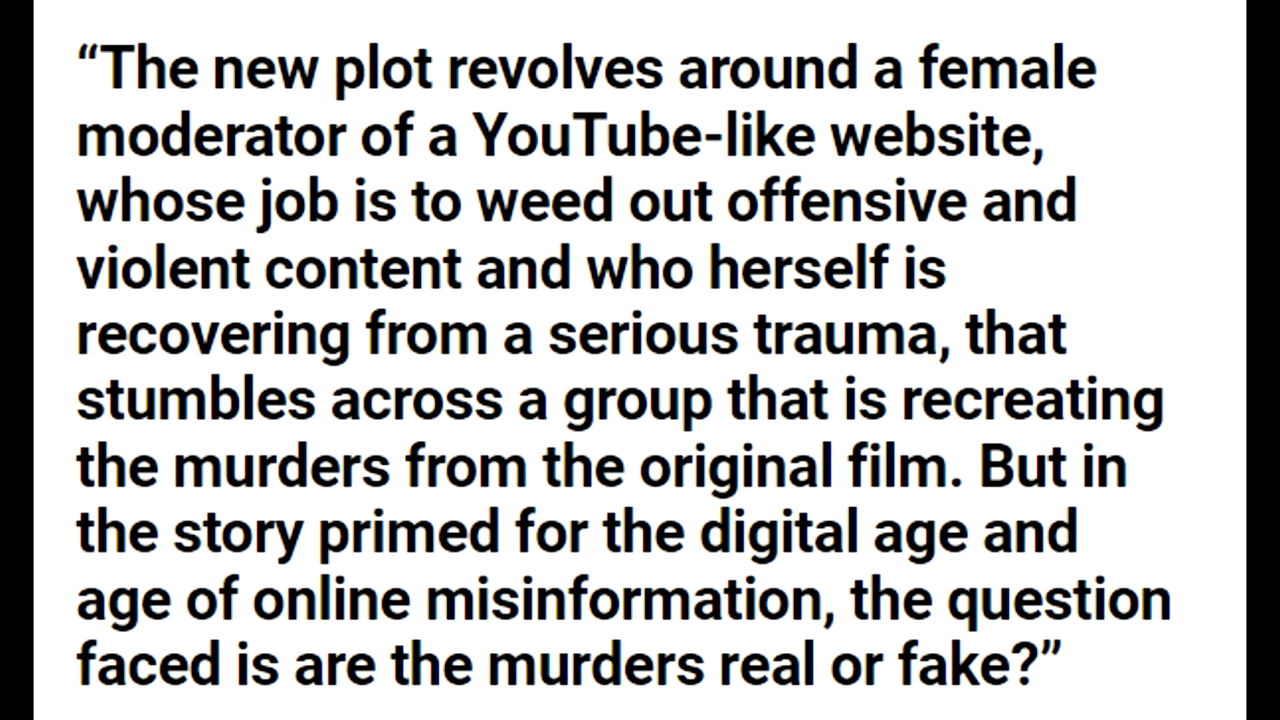 “The new plot revolves around a female
moderator of a YouTube-like website,
whose job is to weed out offensive and
violent content and who herself is
recovering from a serious trauma, that
stumbles across a group that is recreating
the murders from the original film. But in
the story primed for the digital age and
age of online misinformation, the question
faced is are the murders real or fake?”